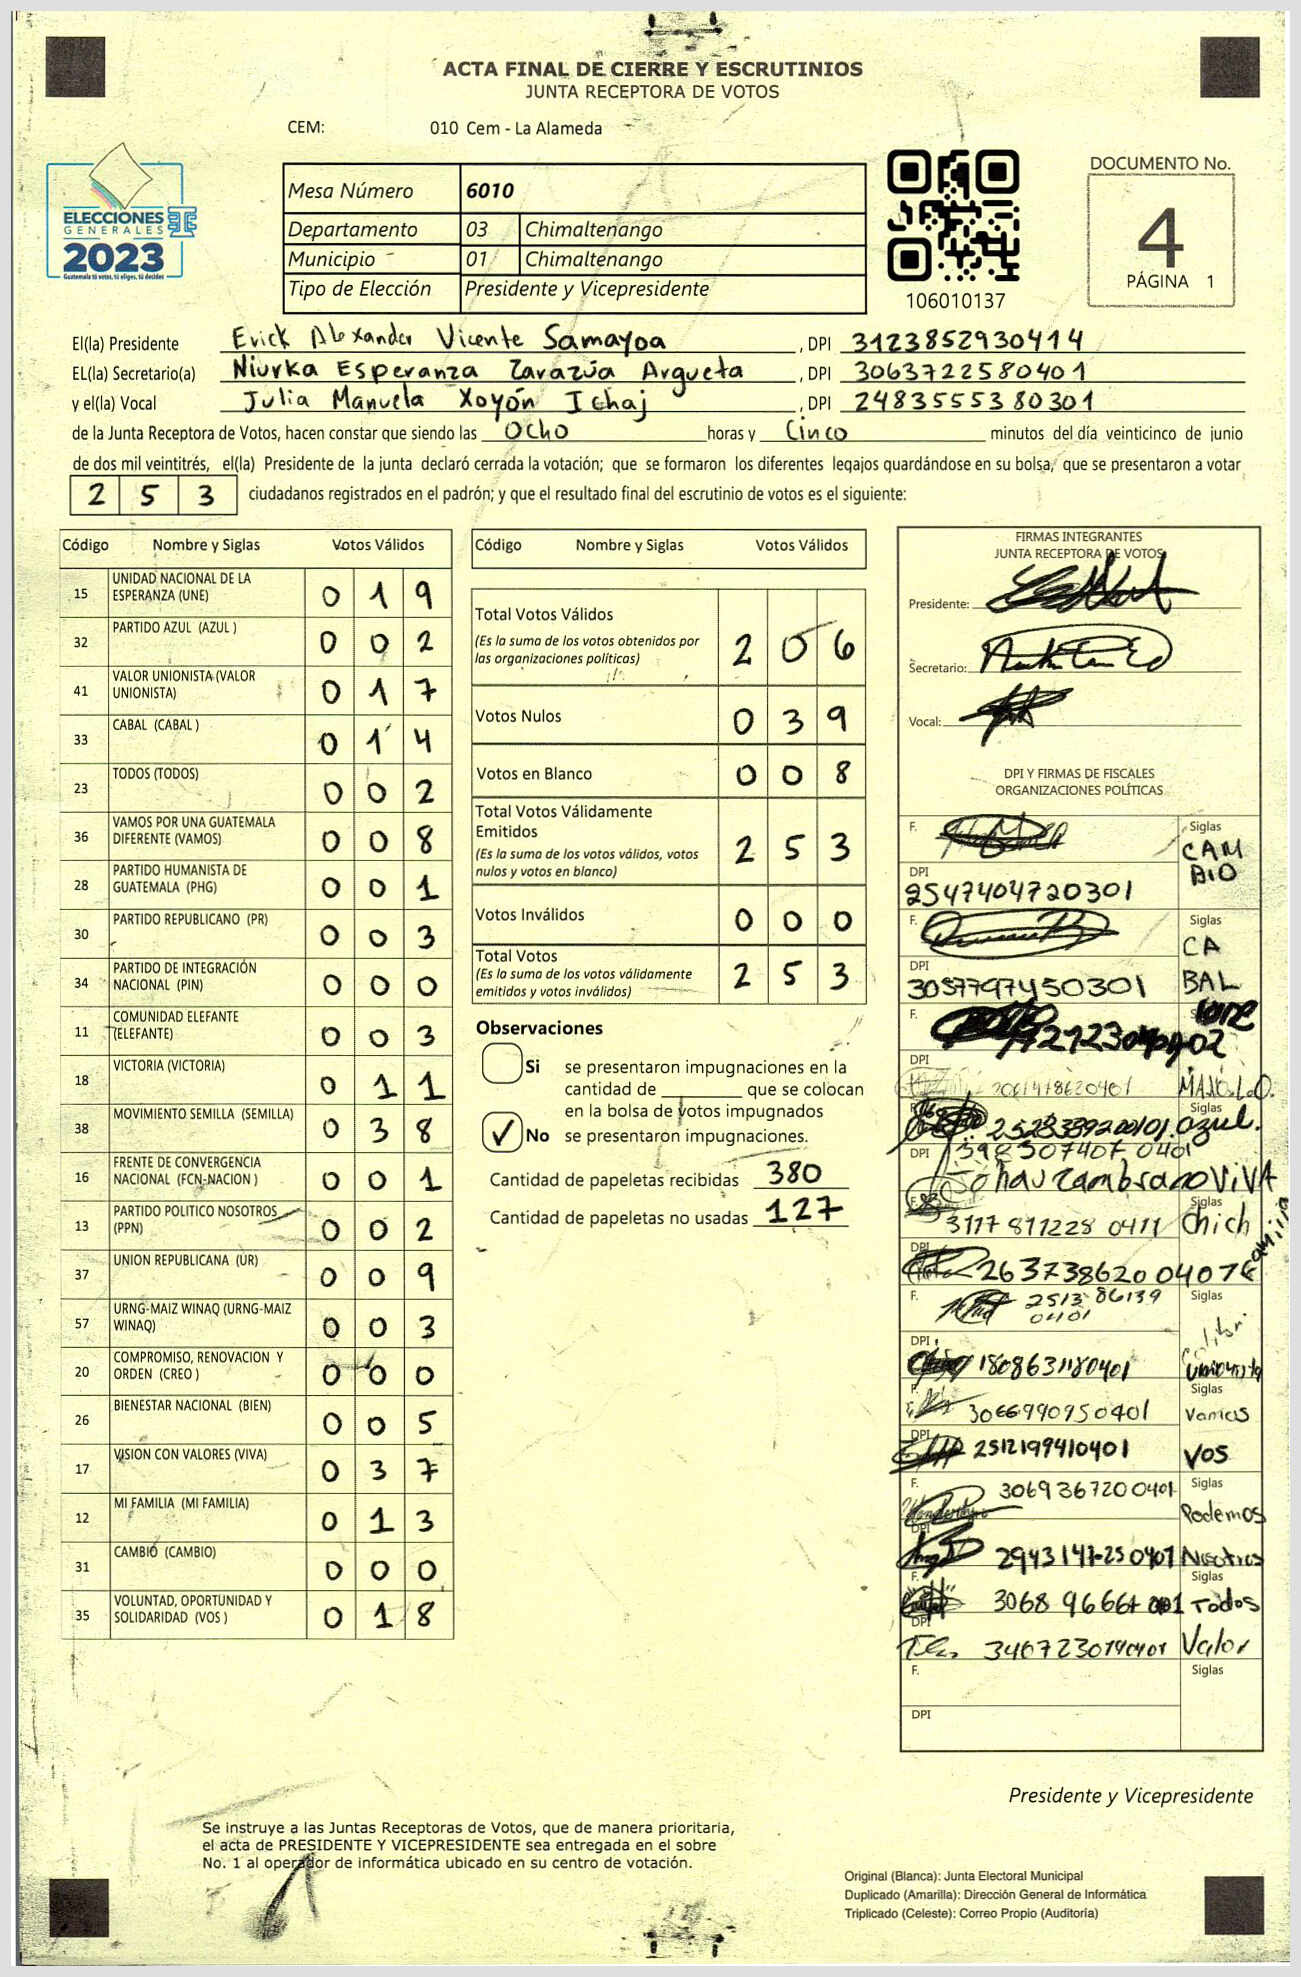 ACTA FINAL DE CIERRE Y ESCRUTINIOS
JUNTA RECEPTORA DE VOTOS
CEM: 010 Cem - La Alameda
ELECCIONES
GENERALES
2023
Guatemala tú votas, tú eliges, tú decides
Mesa Número 6010
Departamento 03 Chimaltenango
Municipio 01 Chimaltenango
Tipo de Elección Presidente y Vicepresidente
106010137
DOCUMENTO No.
4
PÁGINA 1
El(la) Presidente Erick Alexander Vicente Samayoa, DPI 3123852930414
EL(la) Secretario(a) Niurka Esperanza Zarazúa Argueta, DPI 3063722580401
y el(la) Vocal Julia Manuela Xoyón Ichaj, DPI 2483555380301
de la Junta Receptora de Votos, hacen constar que siendo las Ocho horas y Cinco minutos del día veinticinco de junio
de dos mil veintitrés, el(la) Presidente de la junta declaró cerrada la votación; que se formaron los diferentes legajos guardándose en su bolsa, que se presentaron a votar
2 5 3 ciudadanos registrados en el padrón; y que el resultado final del escrutinio de votos es el siguiente:
Código Nombre y Siglas Votos Válidos
15 UNIDAD NACIONAL DE LA ESPERANZA (UNE) 0 1 9
32 PARTIDO AZUL (AZUL ) 0 0 2
41 VALOR UNIONISTA (VALOR UNIONISTA) 0 1 7
33 CABAL (CABAL ) 0 1 4
23 TODOS (TODOS) 0 0 2
36 VAMOS POR UNA GUATEMALA DIFERENTE (VAMOS) 0 0 8
28 PARTIDO HUMANISTA DE GUATEMALA (PHG) 0 0 1
30 PARTIDO REPUBLICANO (PR) 0 0 3
34 PARTIDO DE INTEGRACIÓN NACIONAL (PIN) 0 0 0
11 COMUNIDAD ELEFANTE (ELEFANTE) 0 0 3
18 VICTORIA (VICTORIA) 0 1 1
38 MOVIMIENTO SEMILLA (SEMILLA) 0 3 8
16 FRENTE DE CONVERGENCIA NACIONAL (FCN-NACION ) 0 0 1
13 PARTIDO POLITICO NOSOTROS (PPN) 0 0 2
37 UNION REPUBLICANA (UR) 0 0 9
57 URNG-MAIZ WINAQ (URNG-MAIZ WINAQ) 0 0 3
20 COMPROMISO, RENOVACION Y ORDEN (CREO ) 0 0 0
26 BIENESTAR NACIONAL (BIEN) 0 0 5
17 VISION CON VALORES (VIVA) 0 3 7
12 MI FAMILIA (MI FAMILIA) 0 1 3
31 CAMBIO (CAMBIO) 0 0 0
35 VOLUNTAD, OPORTUNIDAD Y SOLIDARIDAD (VOS ) 0 1 8
Código Nombre y Siglas Votos Válidos
Total Votos Válidos 2 0 6
(Es la suma de los votos obtenidos por
las organizaciones politicas)
Votos Nulos 0 3 9
Votos en Blanco 0 0 8
Total Votos Válidamente
Emitidos 2 5 3
(Es la suma de los votos válidos, votos
nulos y votos en blanco)
Votos Inválidos 0 0 0
Total Votos 2 5 3
(Es la suma de los votos válidamente
emitidos y votos inválidos)
Observaciones
Si se presentaron impugnaciones en la
cantidad de ________ que se colocan
en la bolsa de votos impugnados
✓ No se presentaron impugnaciones.
Cantidad de papeletas recibidas 380
Cantidad de papeletas no usadas 127
FIRMAS INTEGRANTES
JUNTA RECEPTORA DE VOTOS
Presidente:
Secretario:
Vocal:
DPI Y FIRMAS DE FISCALES
ORGANIZACIONES POLÍTICAS
F. Siglas
CAM
BIO
DPI
2547404720301
F. Siglas
CA
BAL
DPI
3057797450301
F.
DPI
2061478620401
Siglas
azul.
DPI
VIVA
Siglas
3117 811228 0411 chich
DPI
2637386200407 Familia
F. 2513 86139 Siglas
0401
DPI
1808631180401 Unionista
F. Siglas
3066990950401 Vamos
DPI
2512199410401 VOS
F. 3069367200401 Siglas
Podemos
DPI
Nosotros
F. Siglas
Todos
DPI
Valor
F. Siglas
DPI
Presidente y Vicepresidente
Se instruye a las Juntas Receptoras de Votos, que de manera prioritaria,
el acta de PRESIDENTE Y VICEPRESIDENTE sea entregada en el sobre
No. 1 al operador de informática ubicado en su centro de votación.
Original (Blanca): Junta Electoral Municipal
Duplicado (Amarilla): Dirección General de Informática
Triplicado (Celeste): Correo Propio (Auditoría)